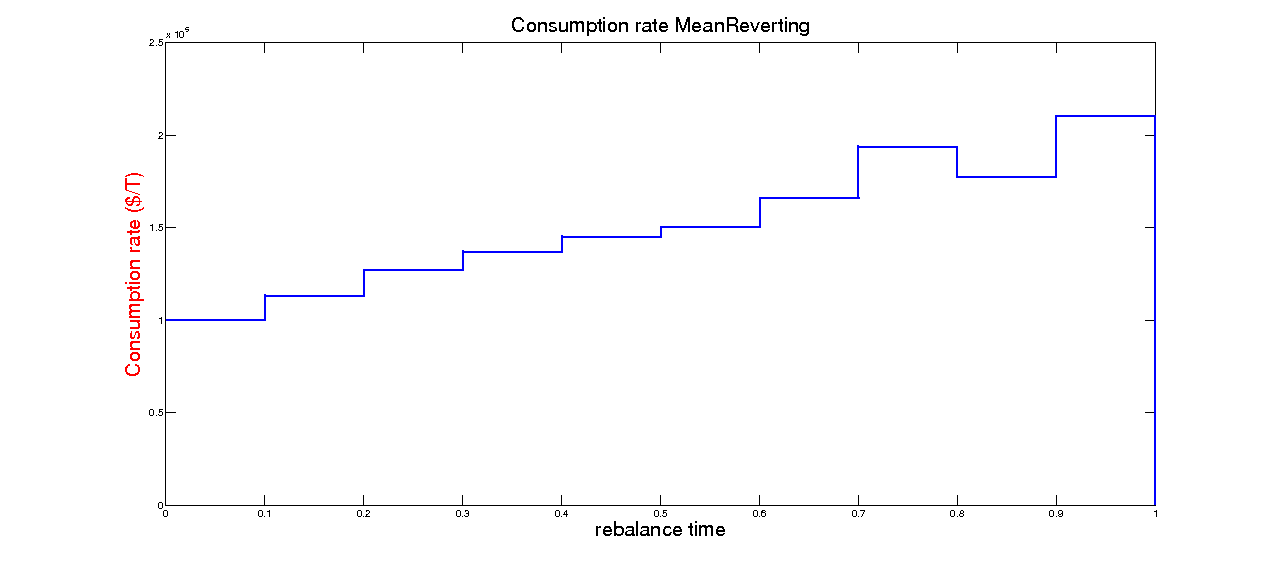 Consumption rate MeanReverting
x 10^5
2.5
2
1.5
1
0.5
0
Consumption rate ($/T)
0 0.1 0.2 0.3 0.4 0.5 0.6 0.7 0.8 0.9 1
rebalance time